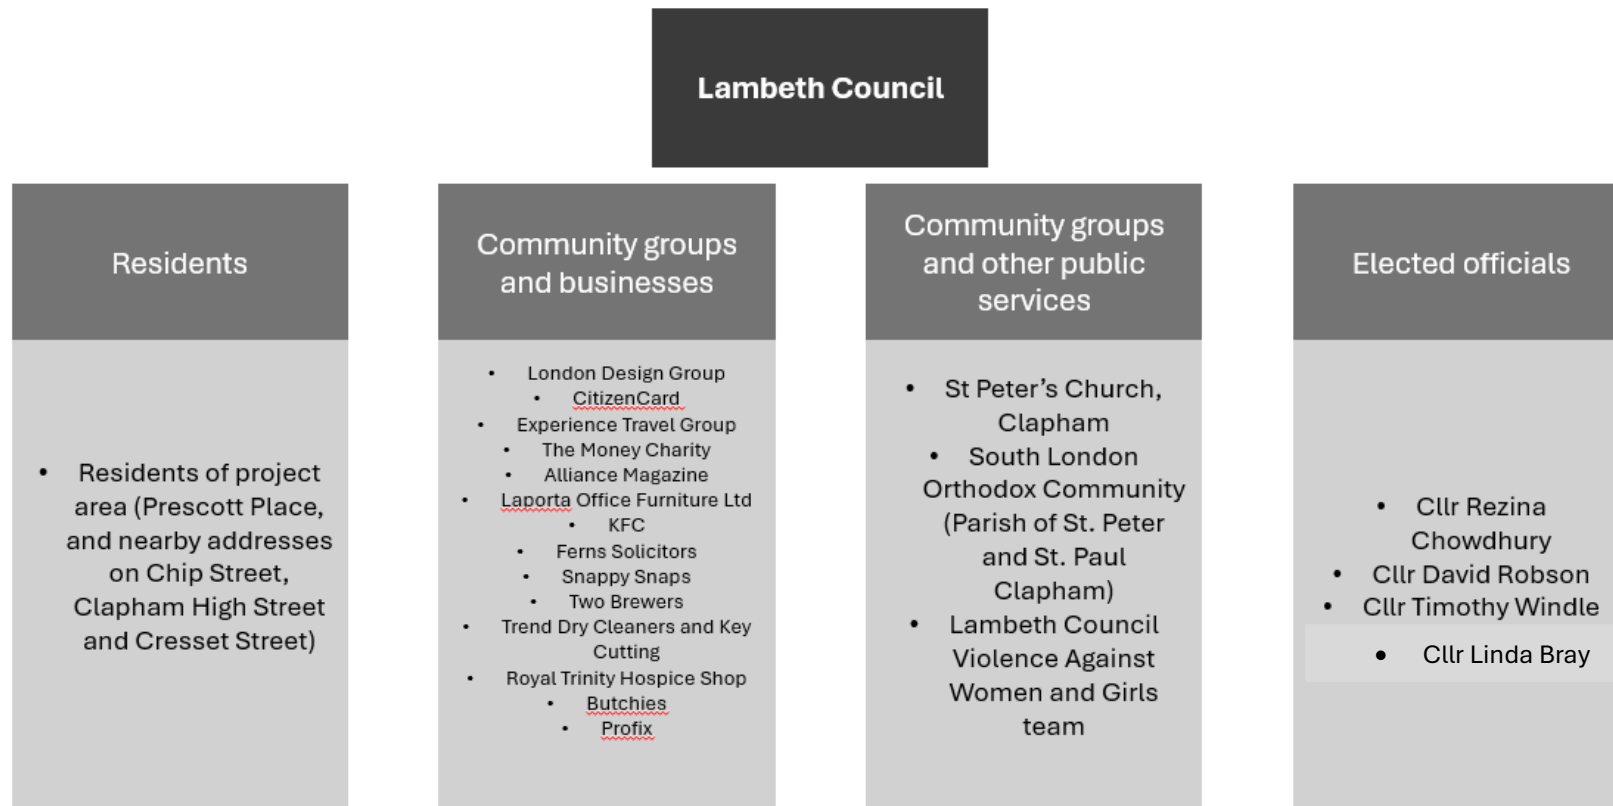 Lambeth Council
Residents
• Residents of project
area (Prescott Place,
and nearby addresses
on Chip Street,
Clapham High Street
and Cresset Street)
Community groups
and businesses
• London Design Group
• CitizenCard
• Experience Travel Group
• The Money Charity
• Alliance Magazine
• Laporta Office Furniture Ltd
• KFC
• Ferns Solicitors
• Snappy Snaps
• Two Brewers
• Trend Dry Cleaners and Key
Cutting
• Royal Trinity Hospice Shop
• Butchies
• Profix
Community groups
and other public
services
• St Peter’s Church,
Clapham
• South London
Orthodox Community
(Parish of St. Peter
and St. Paul
Clapham)
• Lambeth Council
Violence Against
Women and Girls
team
Elected officials
• Cllr Rezina
Chowdhury
• Cllr David Robson
• Cllr Timothy Windle
• Cllr Linda Bray